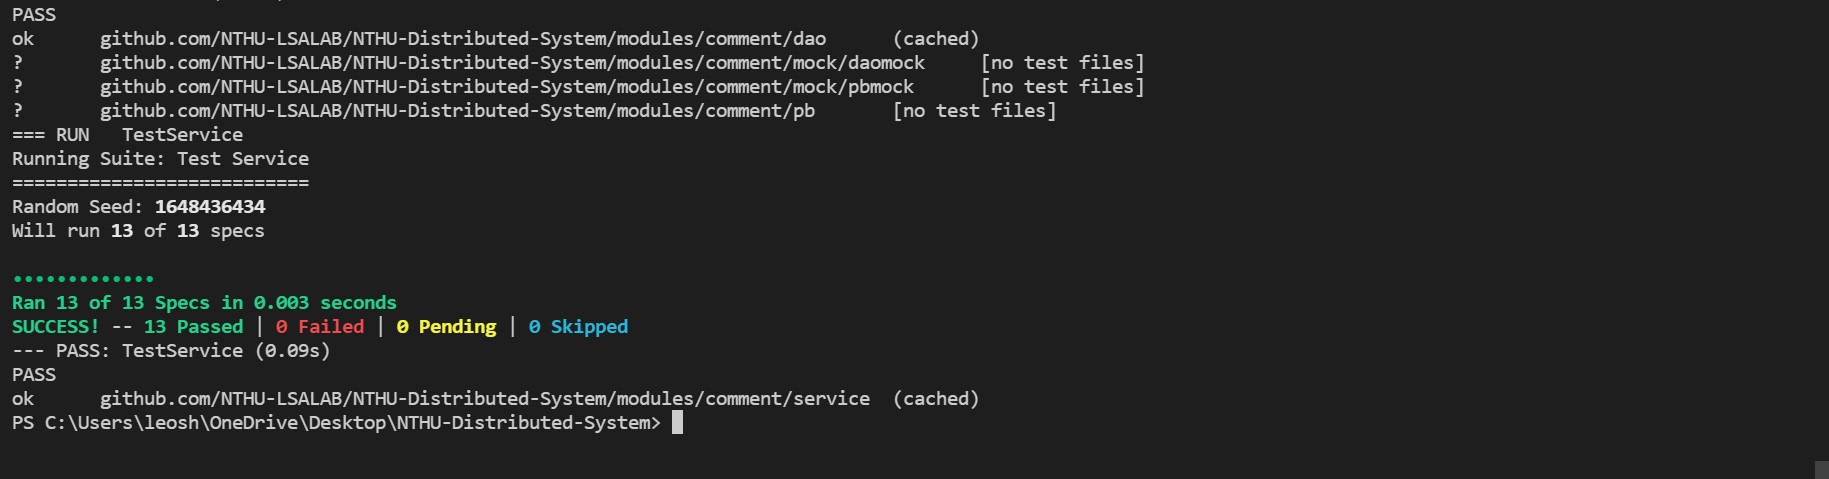 PASS
ok      github.com/NTHU-LSALAB/NTHU-Distributed-System/modules/comment/dao      (cached)
?       github.com/NTHU-LSALAB/NTHU-Distributed-System/modules/comment/mock/daomock     [no test files]
?       github.com/NTHU-LSALAB/NTHU-Distributed-System/modules/comment/mock/pbmock      [no test files]
?       github.com/NTHU-LSALAB/NTHU-Distributed-System/modules/comment/pb       [no test files]
=== RUN   TestService
Running Suite: Test Service
===========================
Random Seed: 1648436434
Will run 13 of 13 specs
•••••••••••••
Ran 13 of 13 Specs in 0.003 seconds
SUCCESS! -- 13 Passed | 0 Failed | 0 Pending | 0 Skipped
--- PASS: TestService (0.09s)
PASS
ok      github.com/NTHU-LSALAB/NTHU-Distributed-System/modules/comment/service  (cached)
PS C:\Users\leosh\OneDrive\Desktop\NTHU-Distributed-System>